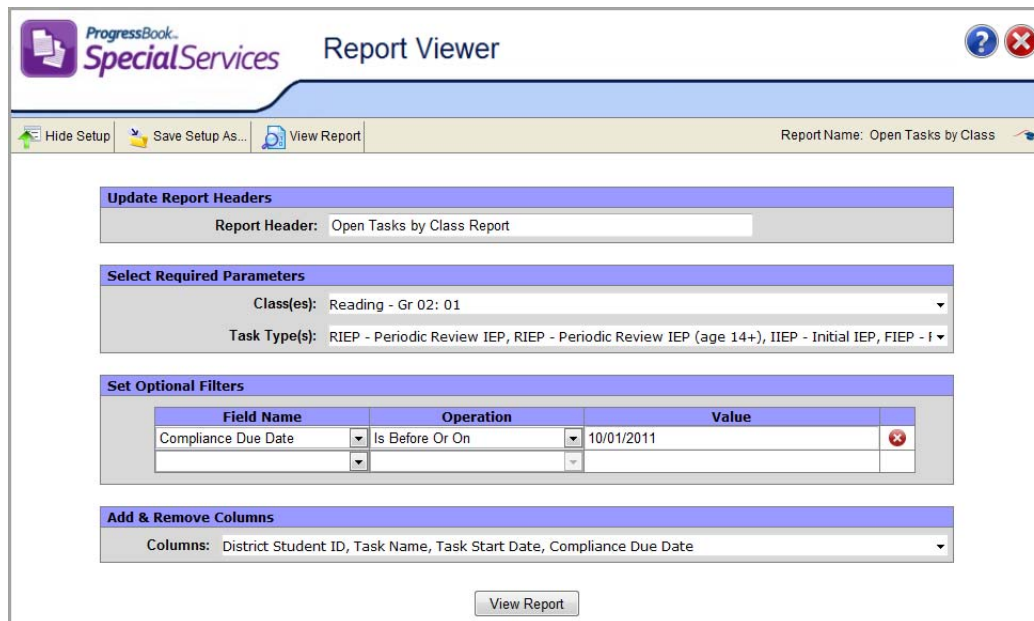 ProgressBook™
SpecialServices
Report Viewer
Hide Setup Save Setup As... View Report Report Name: Open Tasks by Class
Update Report Headers
Report Header: Open Tasks by Class Report
Select Required Parameters
Class(es): Reading - Gr 02: 01
Task Type(s): RIEP - Periodic Review IEP, RIEP - Periodic Review IEP (age 14+), IIEP - Initial IEP, FIEP -
Set Optional Filters
Field Name Operation Value
Compliance Due Date Is Before Or On 10/01/2011
Add & Remove Columns
Columns: District Student ID, Task Name, Task Start Date, Compliance Due Date
View Report